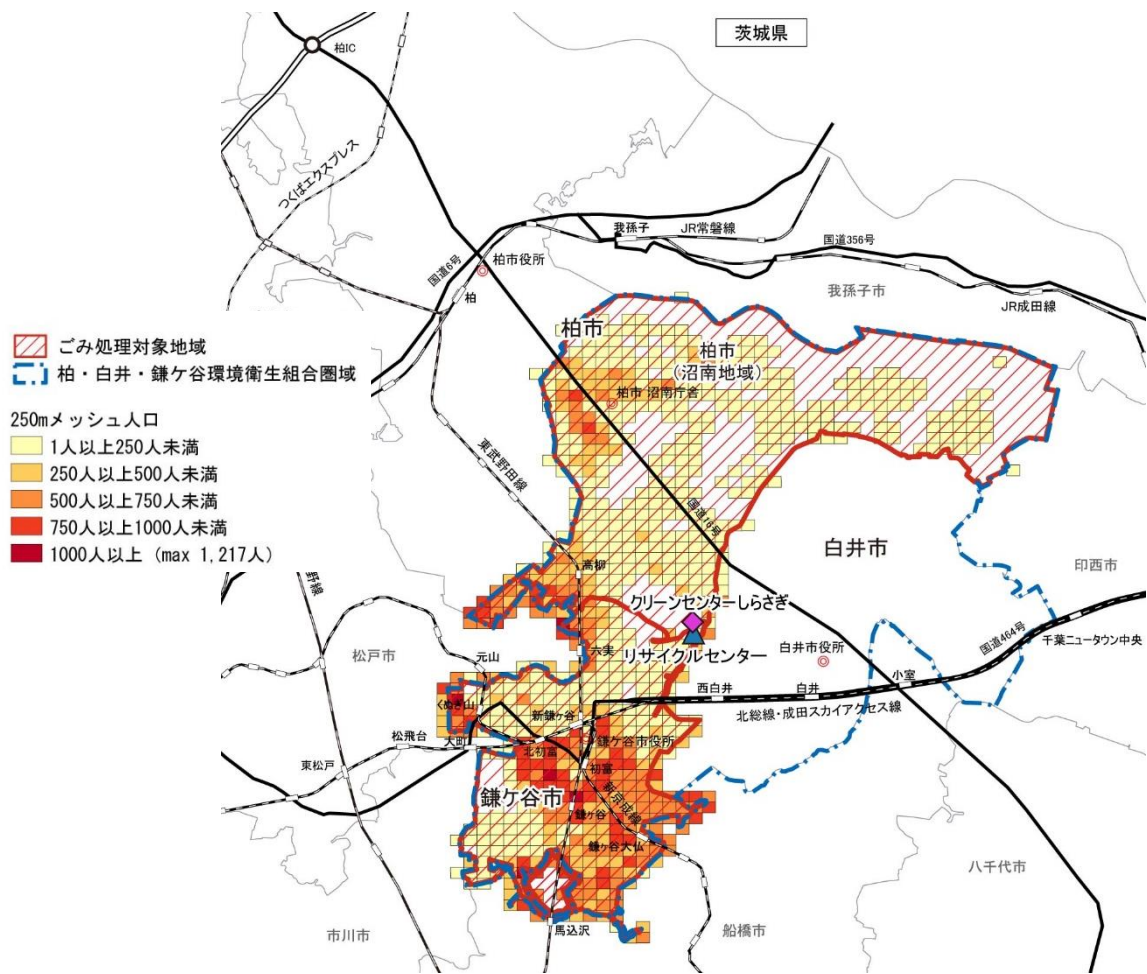 茨城県
柏IC
つくばエクスプレス
我孫子
JR常磐線
国道356号
国道6号
柏市役所
柏
我孫子市
JR成田線
柏市
柏市
(沼南地域)
柏市 沼南庁舎
ごみ処理対象地域
柏・白井・鎌ケ谷環境衛生組合圏域
250mメッシュ人口
1人以上250人未満
250人以上500人未満
500人以上750人未満
750人以上1000人未満
1000人以上 (max 1,217人)
東武野田線
国道16号
白井市
印西市
高柳
クリーンセンターしらさぎ
リサイクルセンター
白井市役所
国道464号
千葉ニュータウン中央
野線
松戸市
元山
六実
西白井
白井
小室
北総線・成田スカイアクセス線
くぬぎ山
新鎌ヶ谷
松飛台
大町
北初富
鎌ケ谷市役所
東松戸
初富
新京成線
鎌ケ谷市
鎌ヶ谷
鎌ヶ谷大仏
八千代市
市川市
馬込沢
船橋市